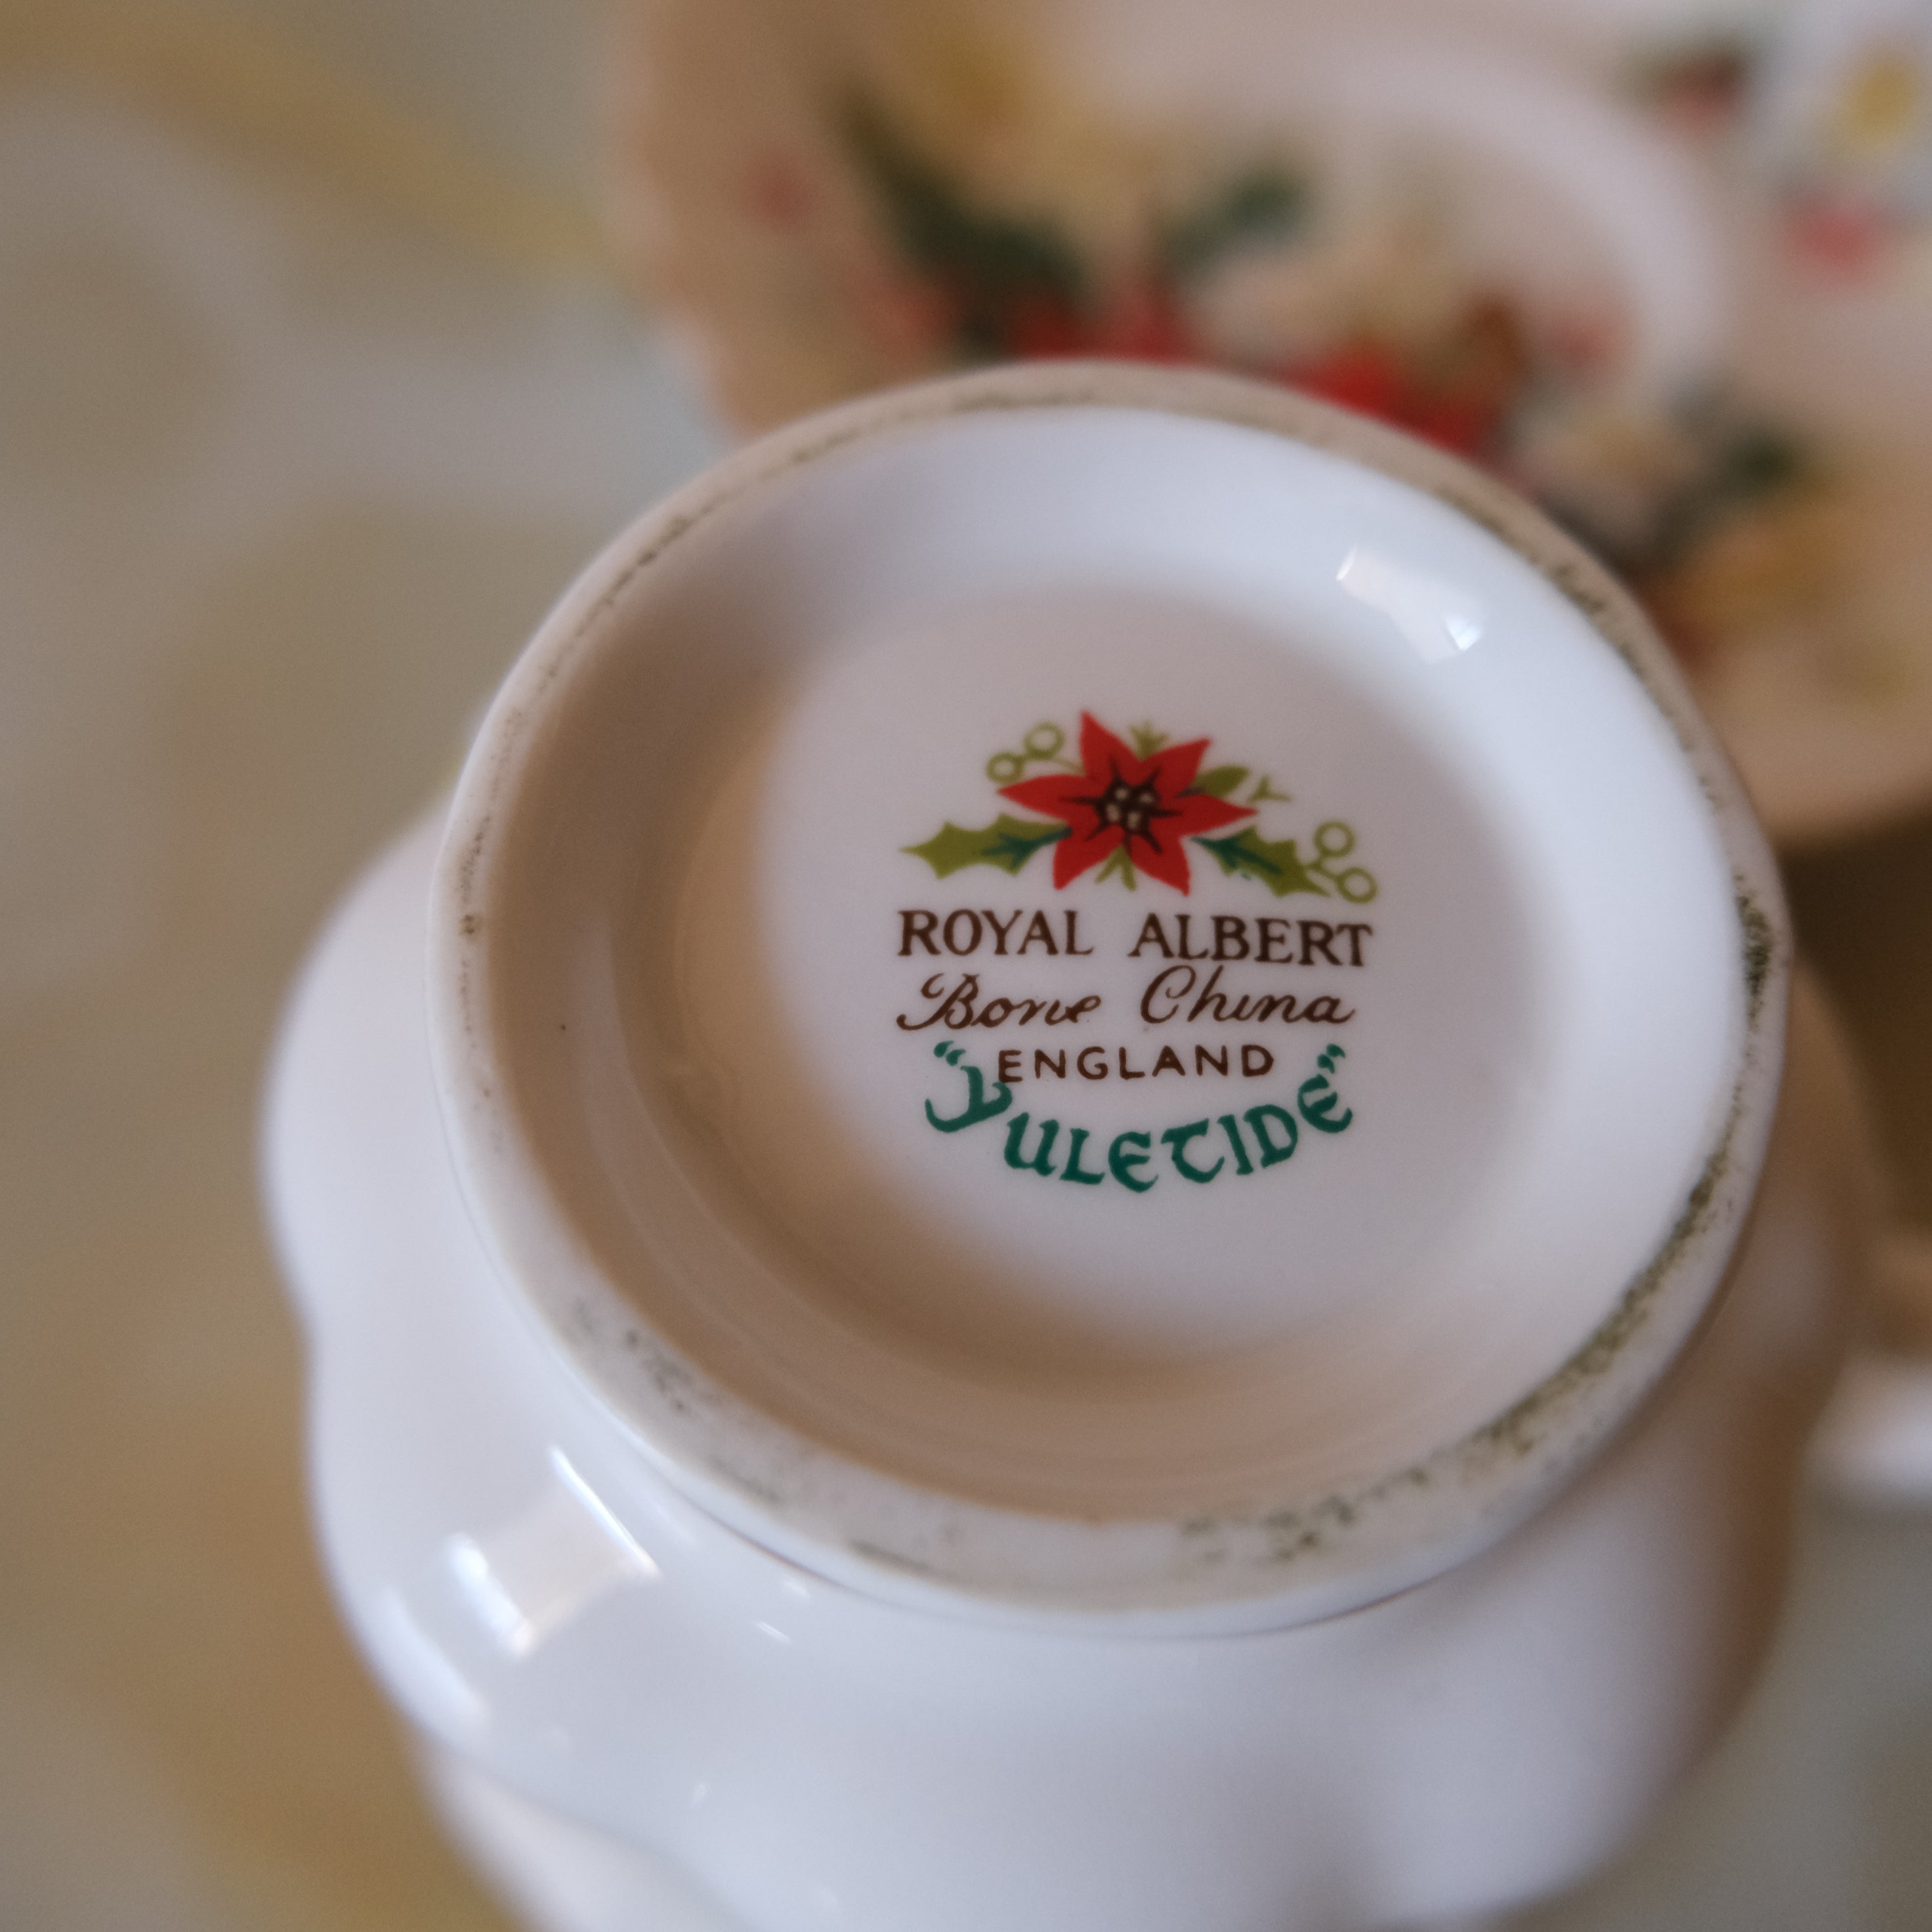 ROYAL ALBERT
Bone China
ENGLAND
"YULETIDE"